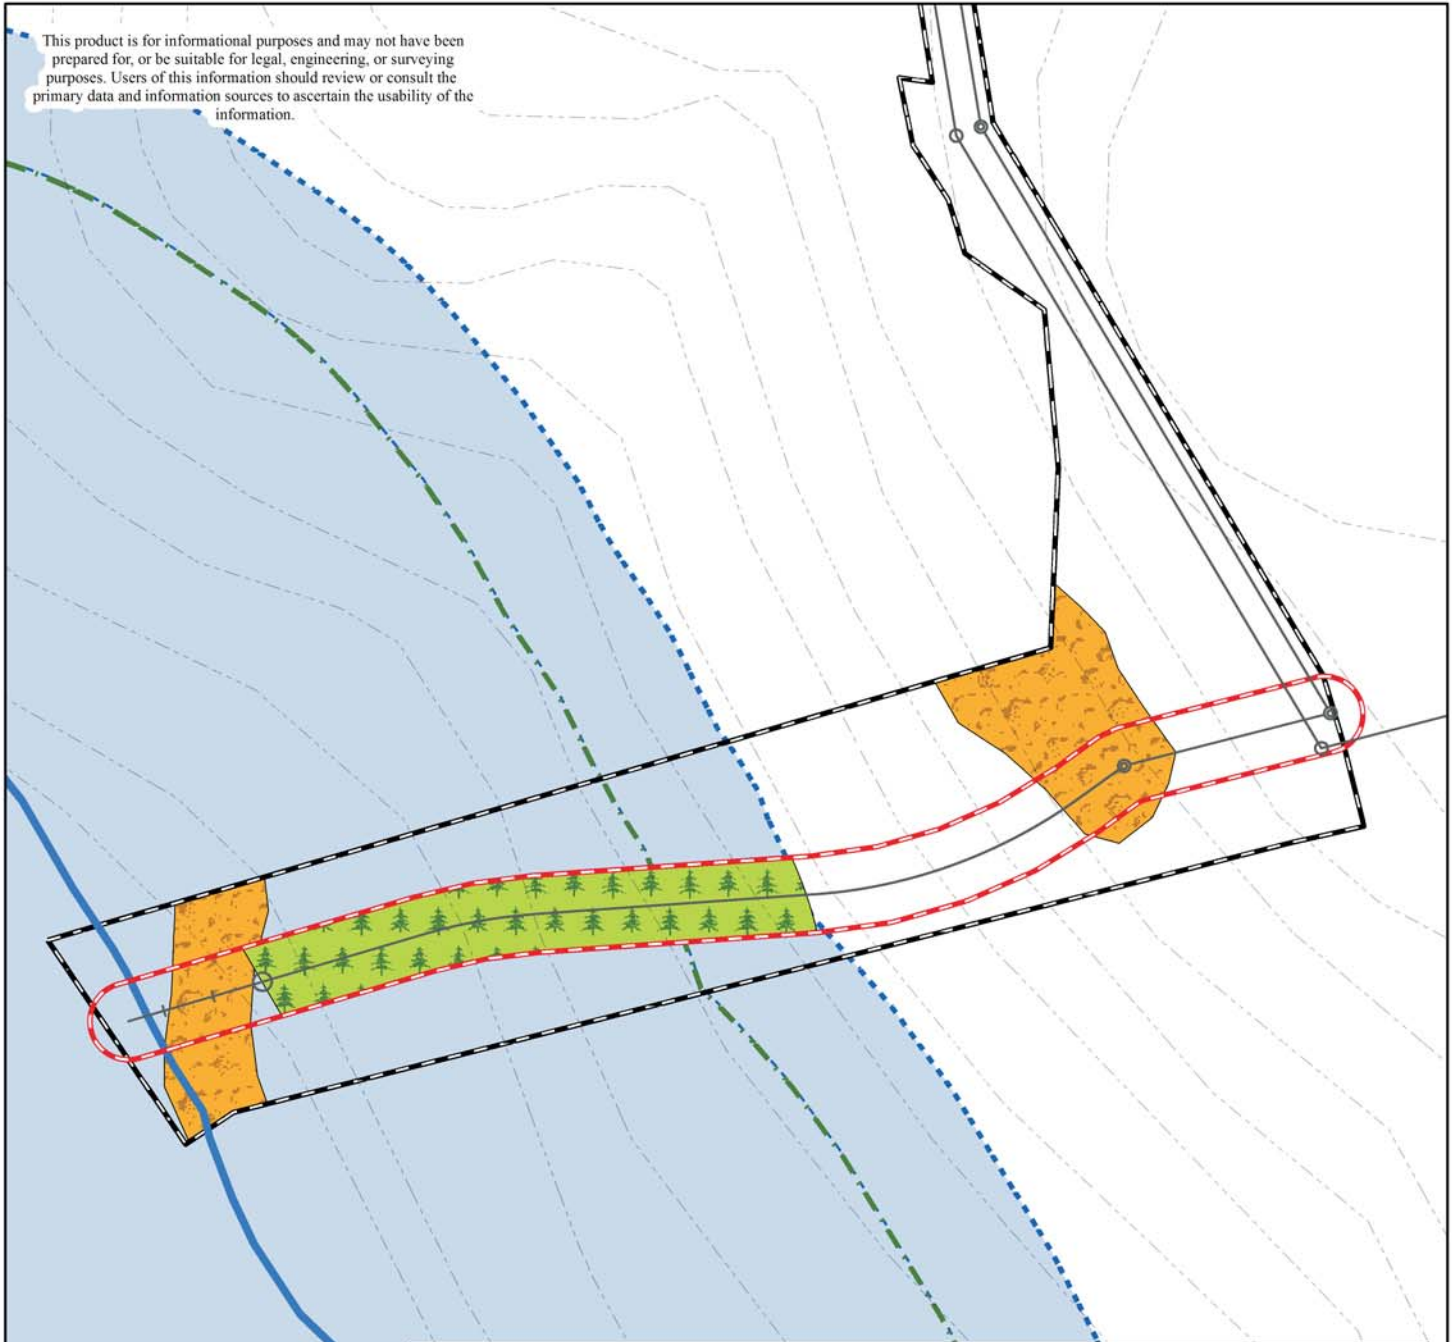 This product is for informational purposes and may not have been
prepared for, or be suitable for legal, engineering, or surveying
purposes. Users of this information should review or consult the
primary data and information sources to ascertain the usability of the
information.